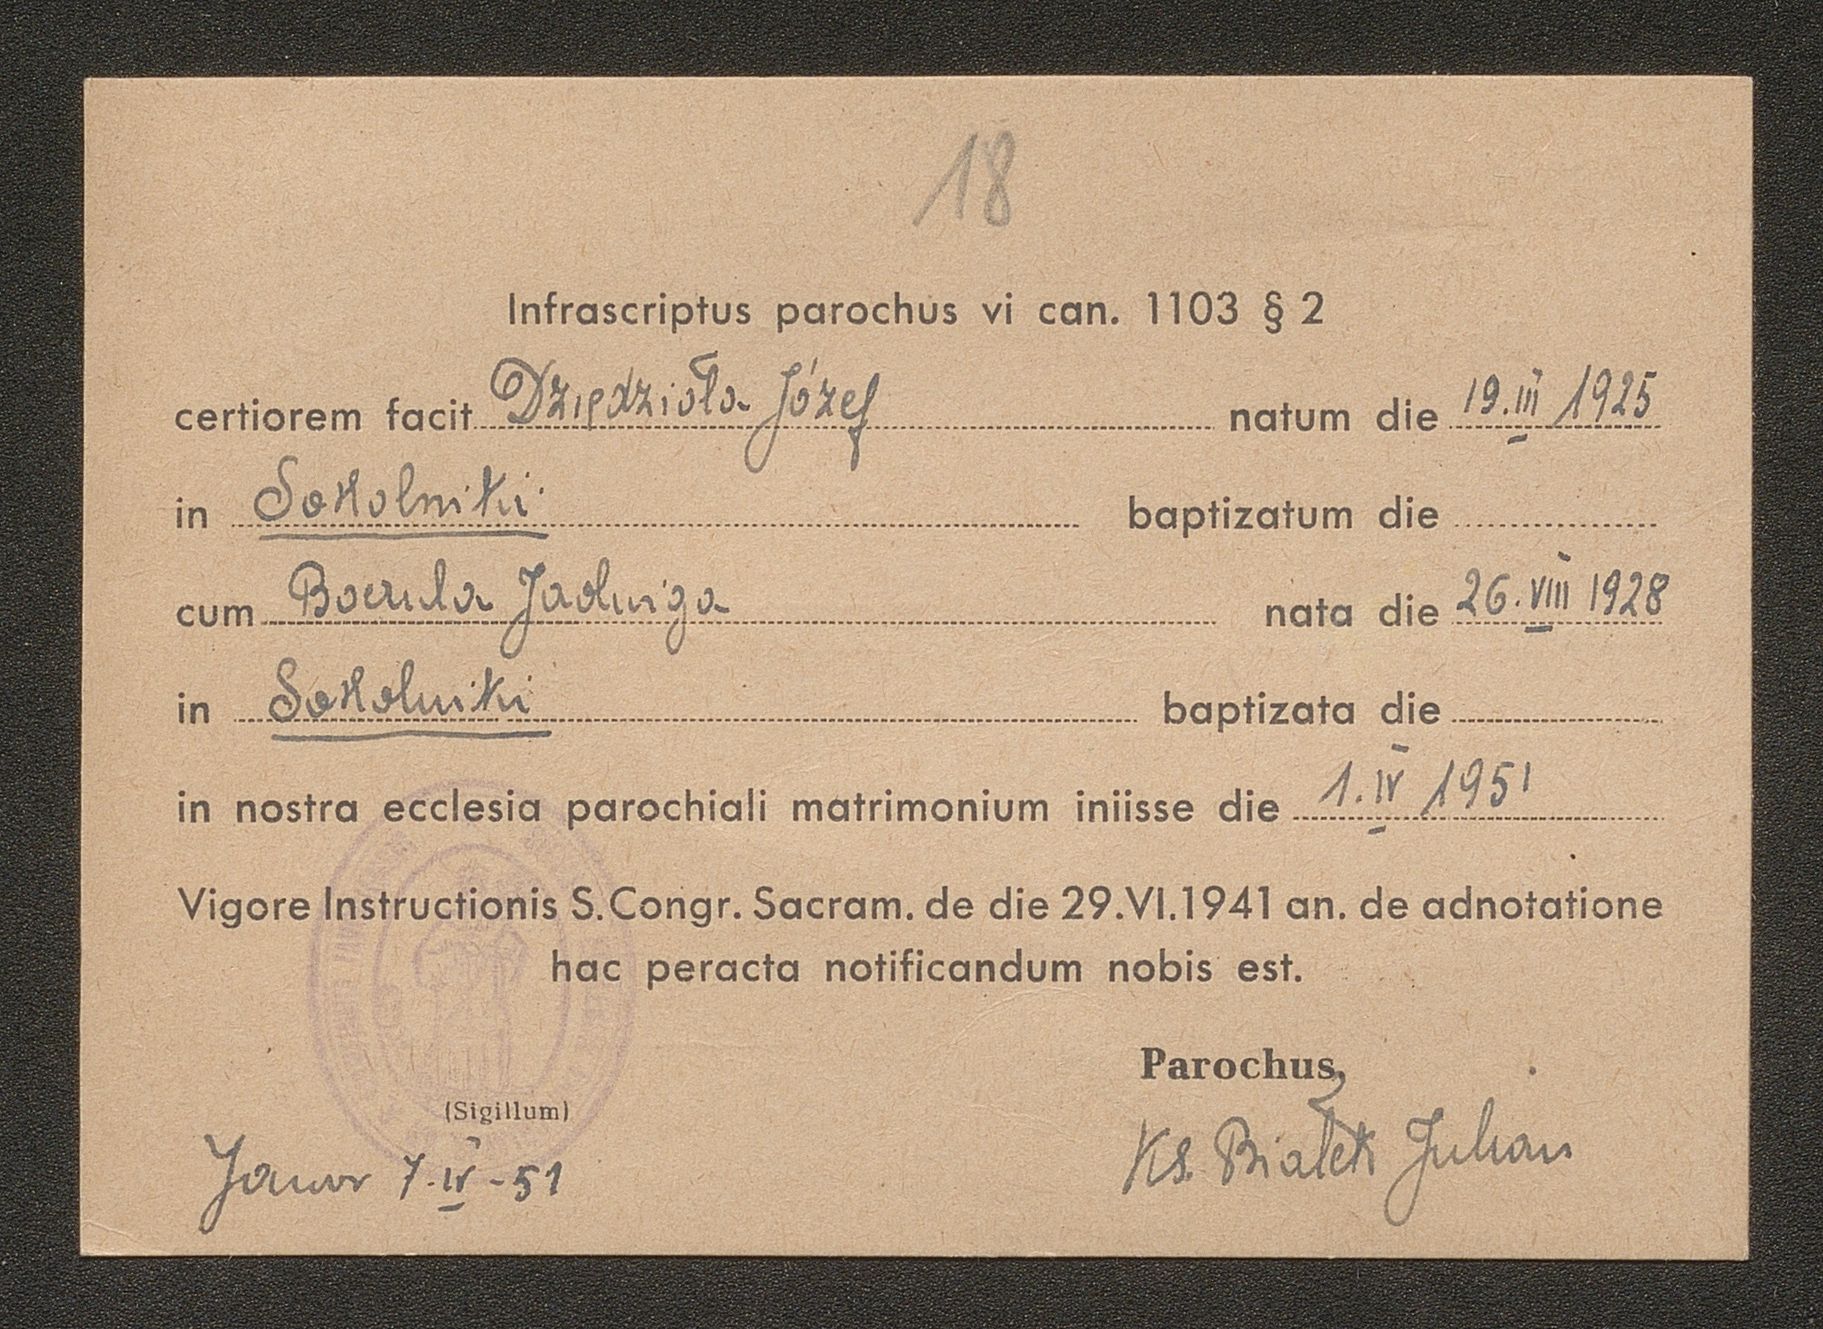 18
Infrascriptus parochus vi can. 1103 § 2
certiorem facit Dziędzioła Józef natum die 19.III 1925
in Sokolniki baptizatum die
cum Jadwiga nata die 26.VIII 1928
in Sokolniki baptizata die
in nostra ecclesia parochiali matrimonium iniisse die 1.IV 1951
Vigore Instructionis S. Congr. Sacram. de die 29.VI.1941 an. de adnotatione
hac peracta notificandum nobis est.
Parochus,
(Sigillum)
Ks. Białek Julian
7.IV-51